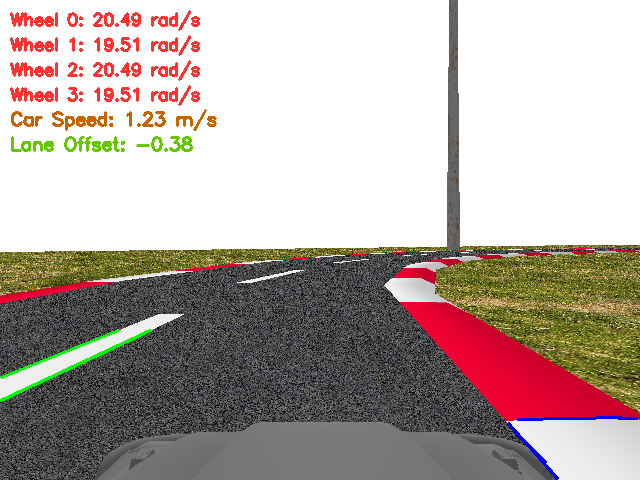 Wheel 0: 20.49 rad/s
Wheel 1: 19.51 rad/s
Wheel 2: 20.49 rad/s
Wheel 3: 19.51 rad/s
Car Speed: 1.23 m/s
Lane Offset: -0.38